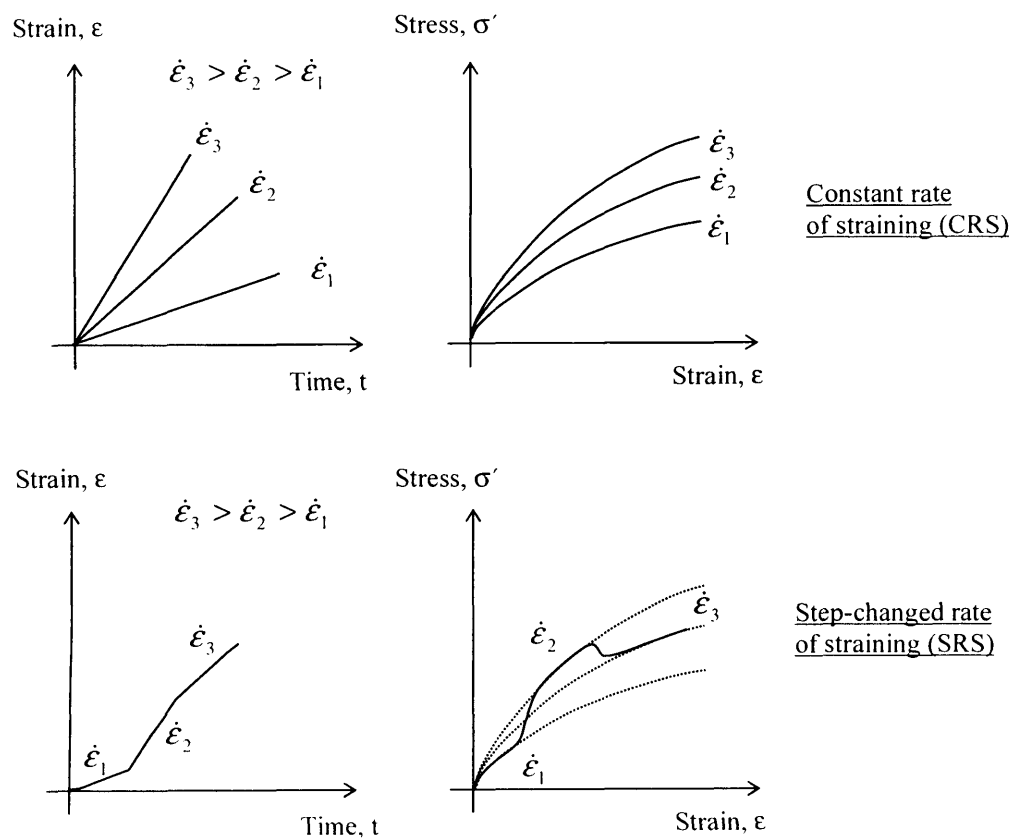 Strain, ε
Stress, σ′
ε̇₃ > ε̇₂ > ε̇₁
ε̇₃
ε̇₂
ε̇₁
Time, t
ε̇₃
ε̇₂
ε̇₁
Strain, ε
Constant rate
of straining (CRS)
Strain, ε
Stress, σ′
ε̇₃ > ε̇₂ > ε̇₁
ε̇₃
ε̇₂
ε̇₁
Time, t
ε̇₃
ε̇₂
ε̇₁
Strain, ε
Step-changed rate
of straining (SRS)